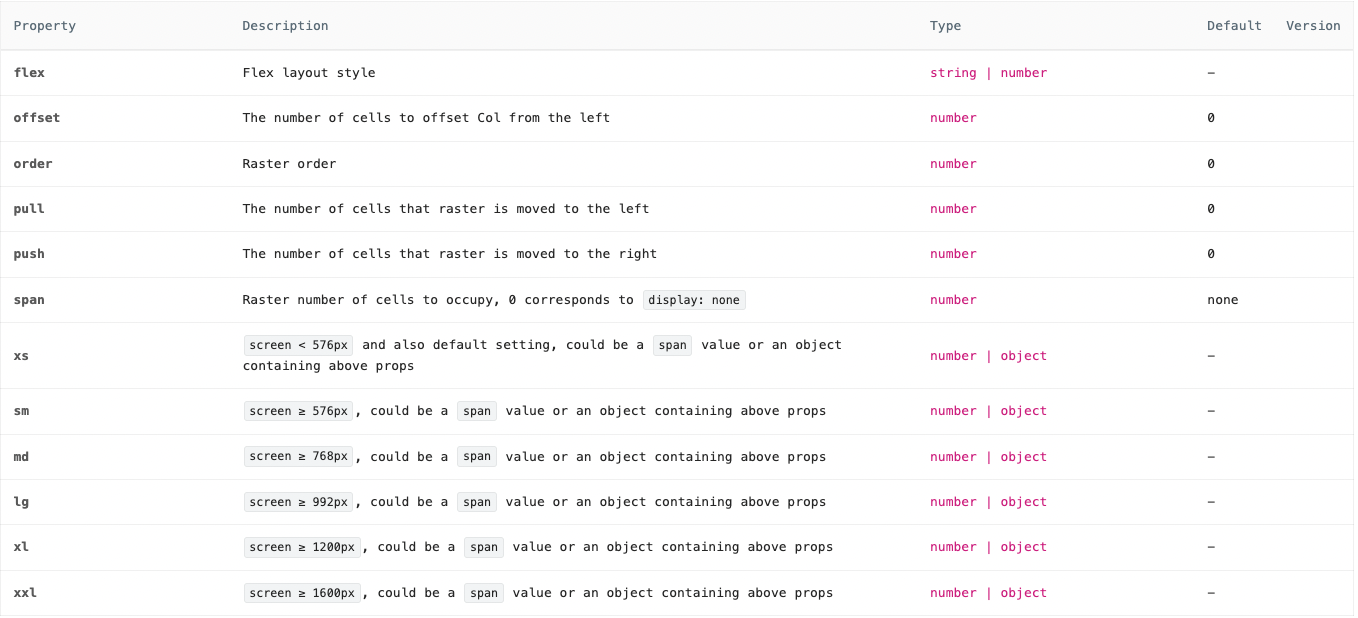 Property Description Type Default Version
flex Flex layout style string | number –
offset The number of cells to offset Col from the left number 0
order Raster order number 0
pull The number of cells that raster is moved to the left number 0
push The number of cells that raster is moved to the right number 0
span Raster number of cells to occupy, 0 corresponds to display: none number none
xs screen < 576px and also default setting, could be a span value or an object
containing above props number | object –
sm screen ≥ 576px, could be a span value or an object containing above props number | object –
md screen ≥ 768px, could be a span value or an object containing above props number | object –
lg screen ≥ 992px, could be a span value or an object containing above props number | object –
xl screen ≥ 1200px, could be a span value or an object containing above props number | object –
xxl screen ≥ 1600px, could be a span value or an object containing above props number | object –